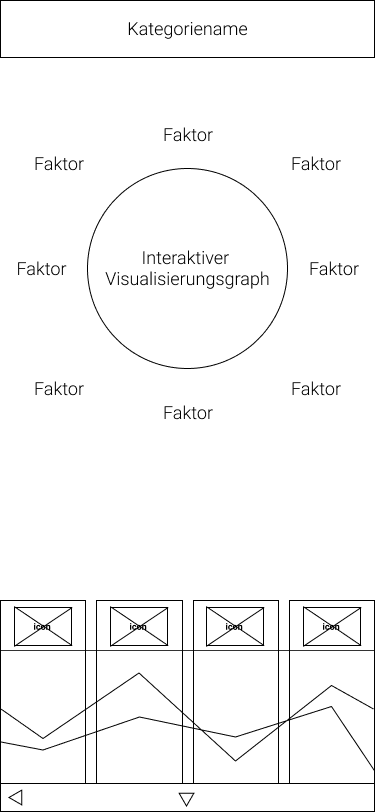 Kategoriename
Faktor
Faktor
Faktor
Interaktiver
Visualisierungsgraph
Faktor
Faktor
Faktor
Faktor
Faktor
icon
icon
icon
icon